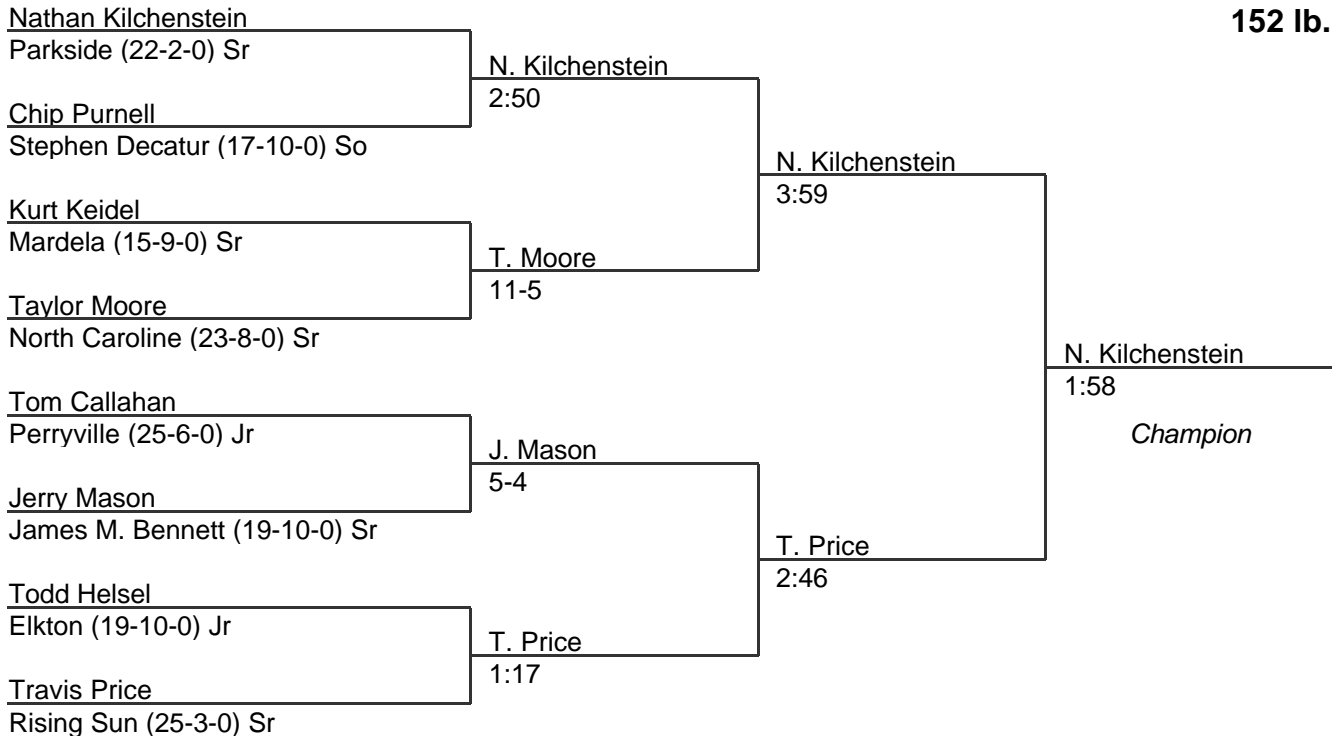 152 lb.
Nathan Kilchenstein
Parkside (22-2-0) Sr
Chip Purnell
Stephen Decatur (17-10-0) So
Kurt Keidel
Mardela (15-9-0) Sr
Taylor Moore
North Caroline (23-8-0) Sr
Tom Callahan
Perryville (25-6-0) Jr
Jerry Mason
James M. Bennett (19-10-0) Sr
Todd Helsel
Elkton (19-10-0) Jr
Travis Price
Rising Sun (25-3-0) Sr
N. Kilchenstein
2:50
T. Moore
11-5
J. Mason
5-4
T. Price
1:17
N. Kilchenstein
3:59
T. Price
2:46
N. Kilchenstein
1:58
Champion